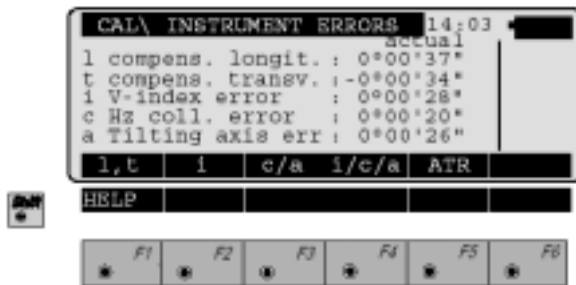 CAL\ INSTRUMENT ERRORS 14:03
actual
l compens. longit. : 0°00'37"
t compens. transv. :-0°00'34"
i V-index error : 0°00'28"
c Hz coll. error : 0°00'20"
a Tilting axis err : 0°00'26"
l,t i c/a i/c/a ATR
Shift HELP
F1 F2 F3 F4 F5 F6